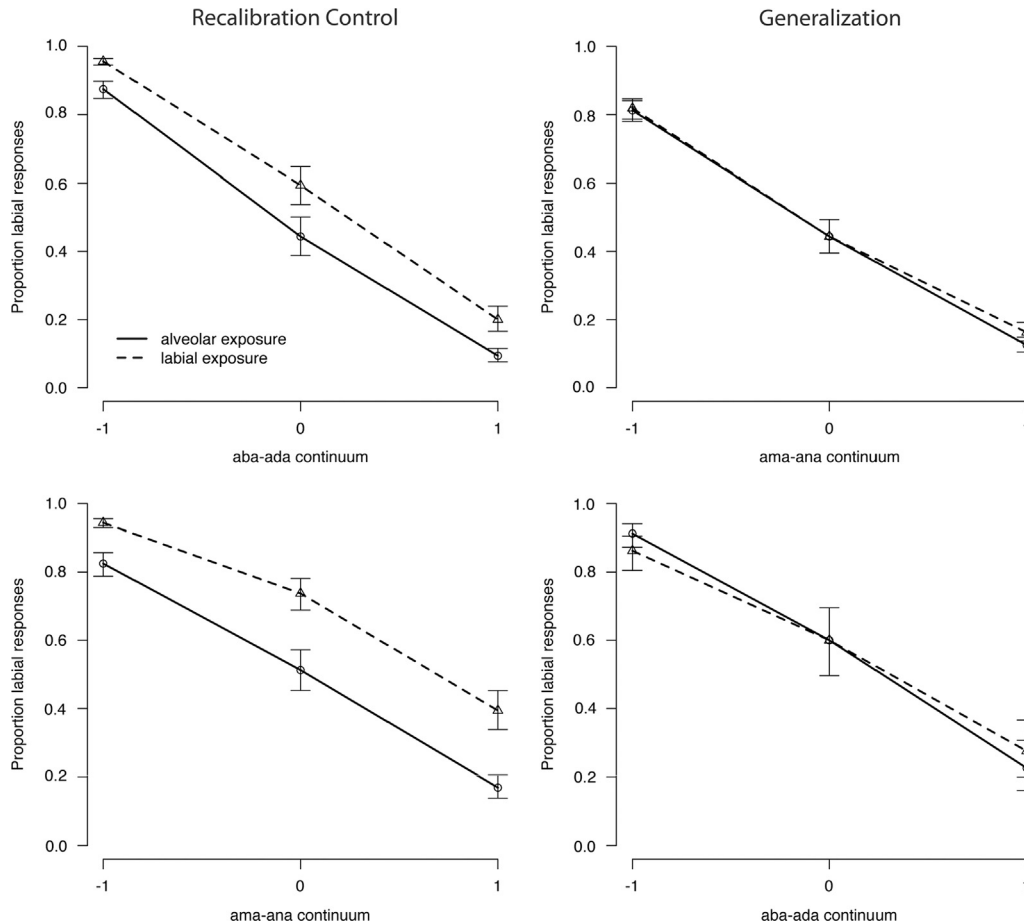 Recalibration Control
Generalization
Proportion labial responses
1.0
0.8
0.6
0.4
0.2
0.0
alveolar exposure
labial exposure
-1 0 1
aba-ada continuum
Proportion labial responses
1.0
0.8
0.6
0.4
0.2
0.0
-1 0
ama-ana continuum
Proportion labial responses
1.0
0.8
0.6
0.4
0.2
0.0
-1 0 1
ama-ana continuum
Proportion labial responses
1.0
0.8
0.6
0.4
0.2
0.0
-1 0
aba-ada continuum